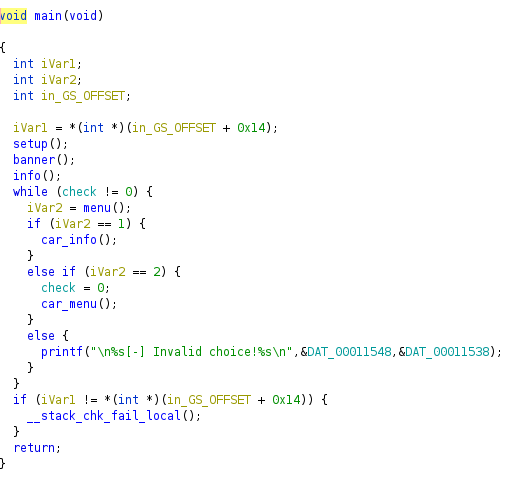 void main(void)
{
int iVar1;
int iVar2;
int in_GS_OFFSET;
iVar1 = *(int *)(in_GS_OFFSET + 0x14);
setup();
banner();
info();
while (check != 0) {
iVar2 = menu();
if (iVar2 == 1) {
car_info();
}
else if (iVar2 == 2) {
check = 0;
car_menu();
}
else {
printf("\n%s[-] Invalid choice!%s\n",&DAT_00011548,&DAT_00011538);
}
}
if (iVar1 != *(int *)(in_GS_OFFSET + 0x14)) {
__stack_chk_fail_local();
}
return;
}